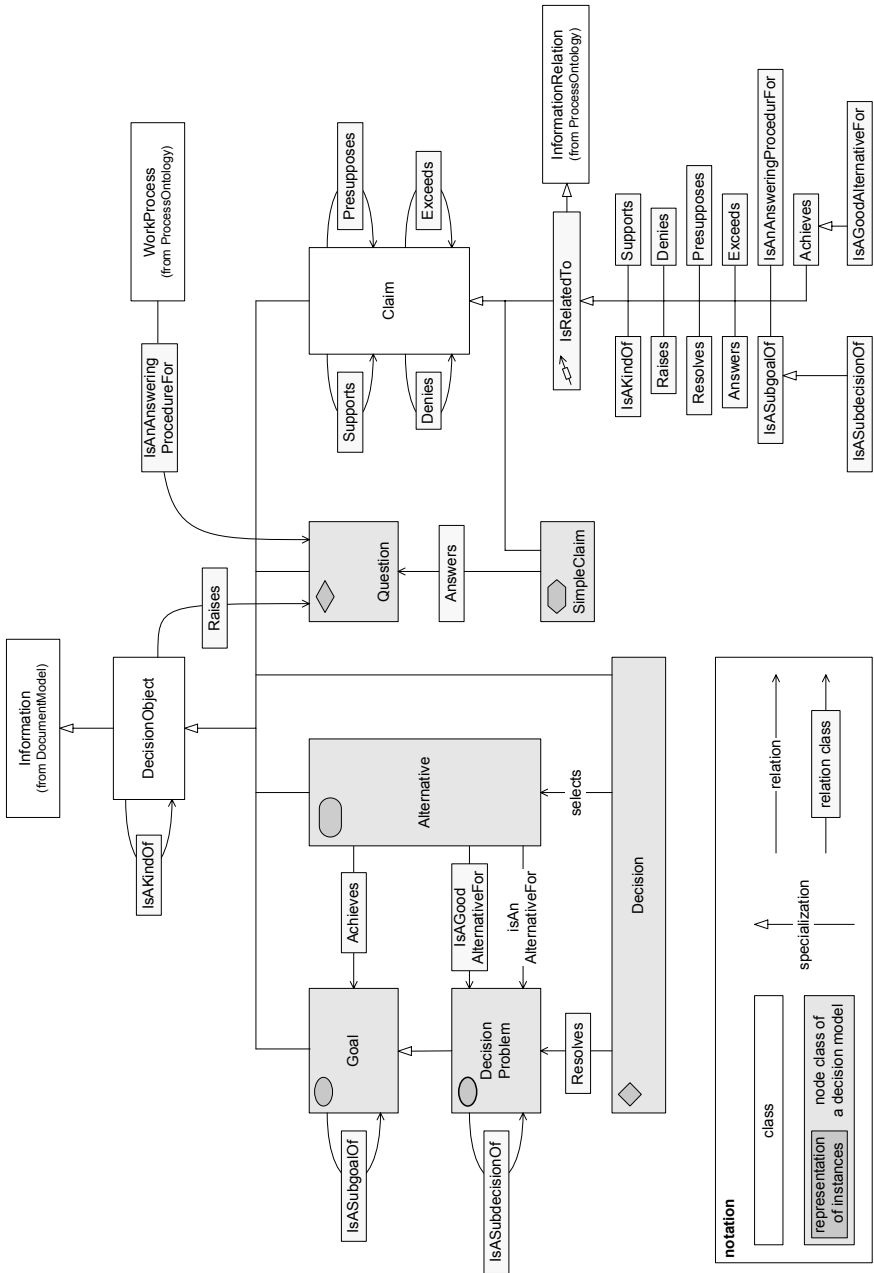 Information
(from DocumentModel)
DecisionObject
IsAKindOf
Raises
IsAnAnswering
ProcedureFor
WorkProcess
(from ProcessOntology)
Goal
IsASubgoalOf
Achieves
Alternative
IsAGood
AlternativeFor
isAn
AlternativeFor
Decision
Problem
IsASubdecisionOf
Resolves
selects
Decision
Question
Answers
SimpleClaim
Claim
Supports
Denies
Presupposes
Exceeds
IsRelatedTo
InformationRelation
(from ProcessOntology)
IsAKindOf
Supports
Raises
Denies
Resolves
Presupposes
Answers
Exceeds
IsASubgoalOf
IsAnAnsweringProcedurFor
Achieves
IsASubdecisionOf
IsAGoodAlternativeFor
notation
class
representation
of instances
node class of
a decision model
specialization
relation
relation class